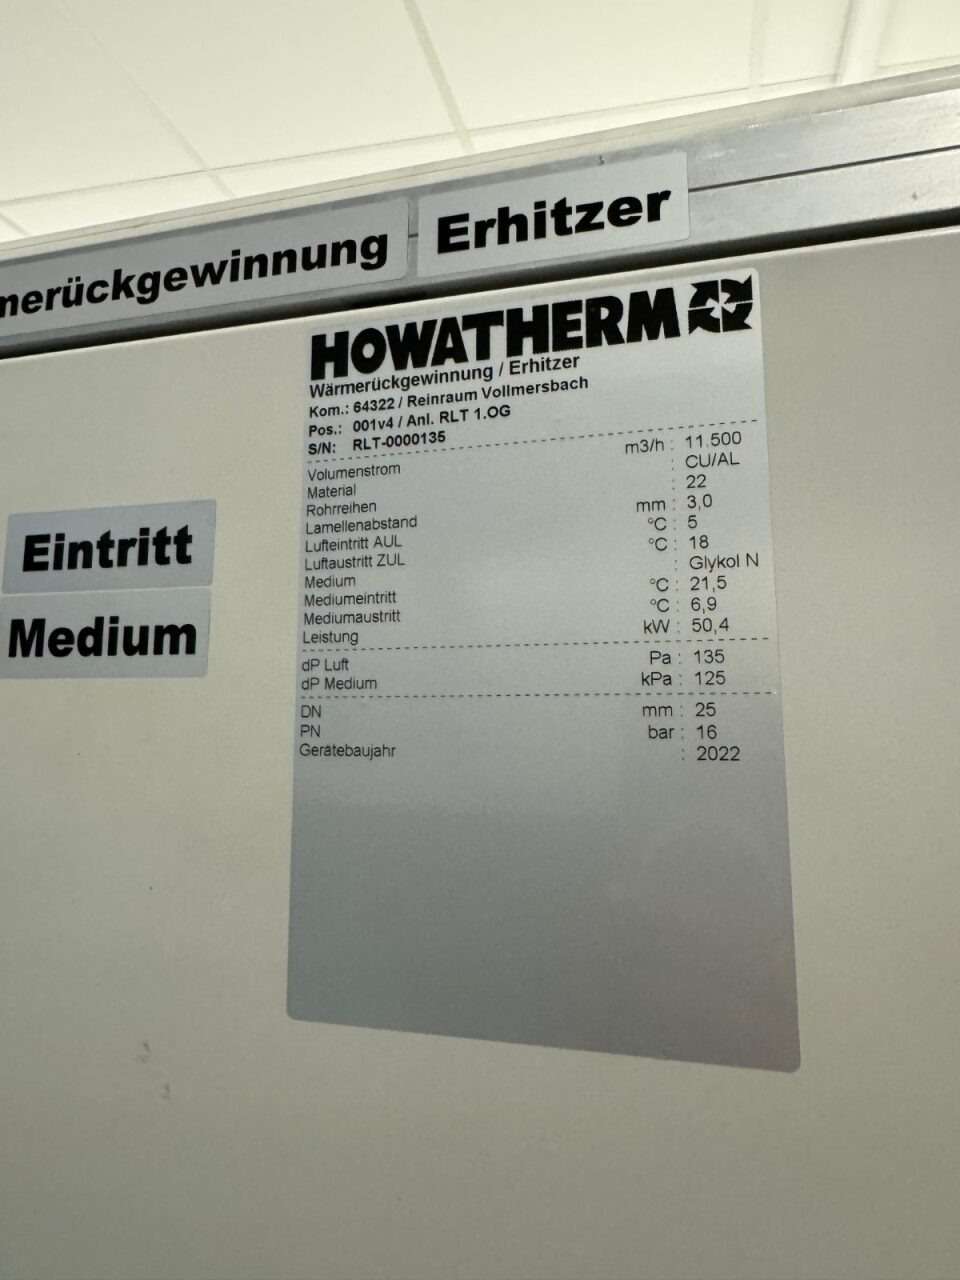 nerückgewinnung
Erhitzer
HOWATHERM
Wärmerückgewinnung / Erhitzer
Kom.: 64322 / Reinraum Vollmersbach
Pos.: 001v4 / Anl. RLT 1.OG
S/N: RLT-0000135
Volumenstrom m3/h : 11.500
Material : CU/AL
Rohrreihen : 22
Lamellenabstand mm : 3,0
Lufteintritt AUL °C : 5
Luftaustritt ZUL °C : 18
Medium : Glykol N
Mediumeintritt °C : 21,5
Mediumaustritt °C : 6,9
Leistung kW : 50,4
dP Luft Pa : 135
dP Medium kPa : 125
DN mm : 25
PN bar : 16
Gerätebaujahr : 2022
Eintritt
Medium